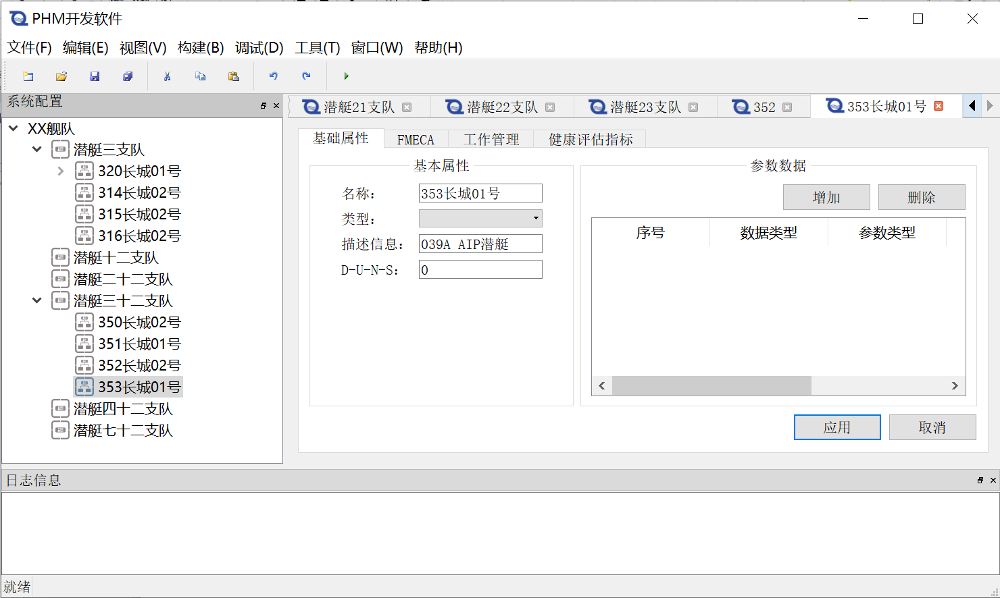 PHM开发软件
文件(F) 编辑(E) 视图(V) 构建(B) 调试(D) 工具(T) 窗口(W) 帮助(H)
系统配置
XX舰队
潜艇三支队
320长城01号
314长城02号
315长城02号
316长城02号
潜艇十二支队
潜艇二十二支队
潜艇三十二支队
350长城02号
351长城01号
352长城02号
353长城01号
潜艇四十二支队
潜艇七十二支队
潜艇21支队 潜艇22支队 潜艇23支队 352 353长城01号
基础属性 FMECA 工作管理 健康评估指标
基本属性
名称: 353长城01号
类型:
描述信息: 039A AIP潜艇
D-U-N-S: 0
参数数据
增加 删除
序号 数据类型 参数类型
应用 取消
日志信息
就绪